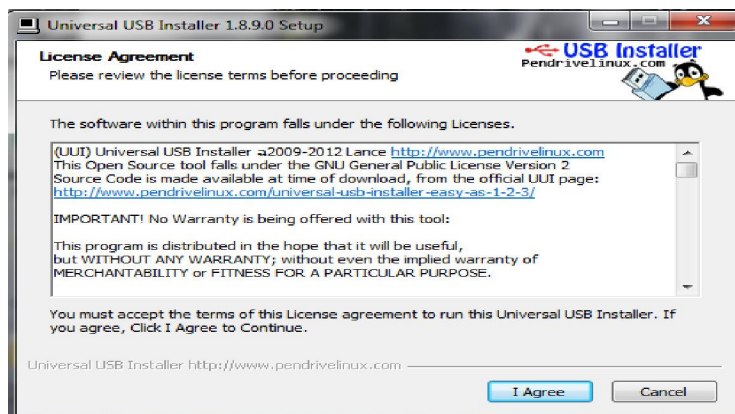 Universal USB Installer 1.8.9.0 Setup
License Agreement
Please review the license terms before proceeding
USB Installer
Pendrivelinux.com
The software within this program falls under the following Licenses.
(UUI) Universal USB Installer a2009-2012 Lance http://www.pendrivelinux.com
This Open Source tool falls under the GNU General Public License Version 2
Source Code is made available at time of download, from the official UUI page:
http://www.pendrivelinux.com/universal-usb-installer-easy-as-1-2-3/
IMPORTANT! No Warranty is being offered with this tool:
This program is distributed in the hope that it will be useful,
but WITHOUT ANY WARRANTY; without even the implied warranty of
MERCHANTABILITY or FITNESS FOR A PARTICULAR PURPOSE.
You must accept the terms of this License agreement to run this Universal USB Installer. If
you agree, Click I Agree to Continue.
Universal USB Installer http://www.pendrivelinux.com
I Agree
Cancel